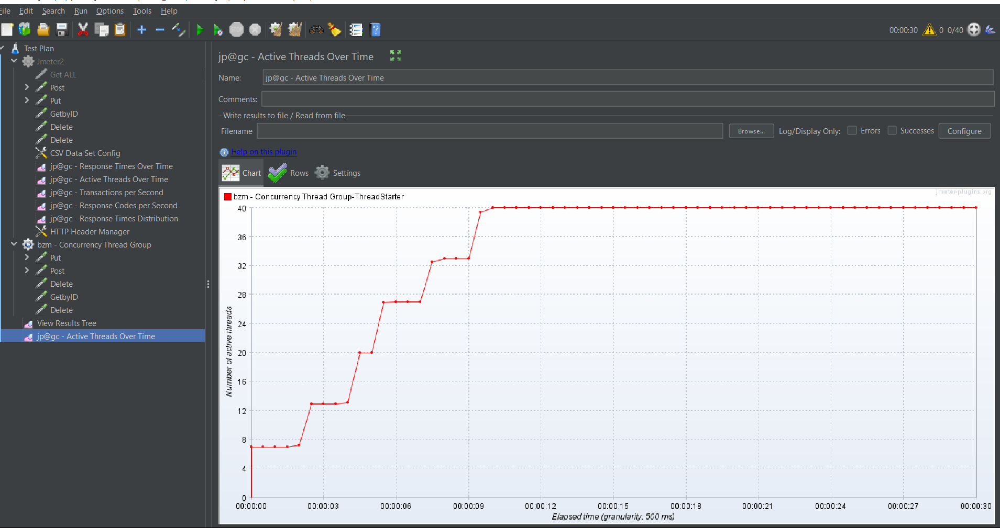 File Edit Search Run Options Tools Help
STOP
00:00:30 0 0/40
Test Plan
Jmeter2
Get ALL
Post
Put
GetbyID
Delete
Delete
CSV Data Set Config
jp@gc - Response Times Over Time
jp@gc - Active Threads Over Time
jp@gc - Transactions per Second
jp@gc - Response Codes per Second
jp@gc - Response Times Distribution
HTTP Header Manager
bzm - Concurrency Thread Group
Put
Post
Delete
GetbyID
Delete
View Results Tree
jp@gc - Active Threads Over Time
jp@gc - Active Threads Over Time
Name: jp@gc - Active Threads Over Time
Comments:
Write results to file / Read from file
Filename Browse... Log/Display Only: Errors Successes Configure
Help on this plugin
Chart Rows Settings
jmeter-plugins.org
bzm - Concurrency Thread Group-ThreadStarter
40
36
32
28
24
20
16
12
8
4
0
Number of active threads
00:00:00 00:00:03 00:00:06 00:00:09 00:00:12 00:00:15 00:00:18 00:00:21 00:00:24 00:00:27 00:00:30
Elapsed time (granularity: 500 ms)